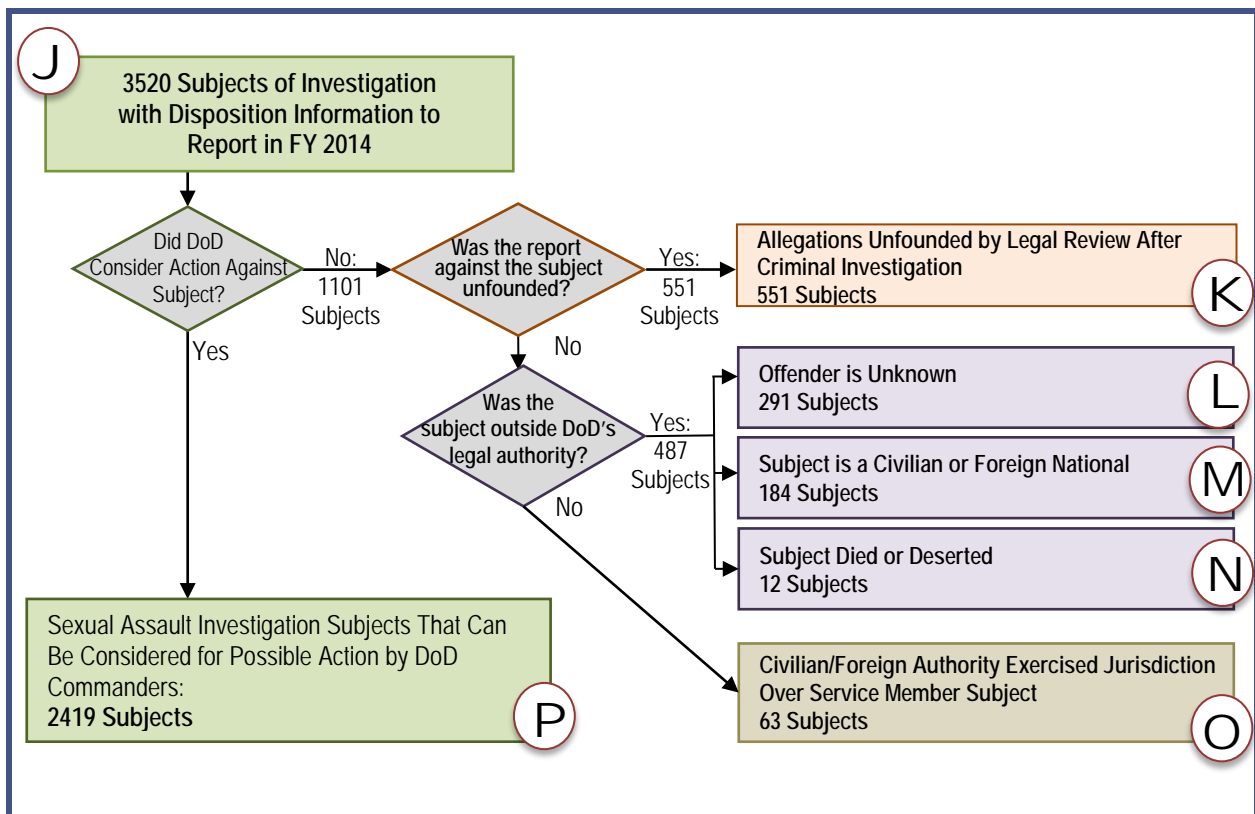 J
3520 Subjects of Investigation
with Disposition Information to
Report in FY 2014
Did DoD
Consider Action Against
Subject?
No:
1101
Subjects
Was the report
against the subject
unfounded?
Yes:
551
Subjects
Allegations Unfounded by Legal Review After
Criminal Investigation
551 Subjects
K
Yes
No
Was the
subject outside DoD's
legal authority?
Yes:
487
Subjects
Offender is Unknown
291 Subjects
L
Subject is a Civilian or Foreign National
184 Subjects
M
Subject Died or Deserted
12 Subjects
N
No
Civilian/Foreign Authority Exercised Jurisdiction
Over Service Member Subject
63 Subjects
O
Sexual Assault Investigation Subjects That Can
Be Considered for Possible Action by DoD
Commanders:
2419 Subjects
P